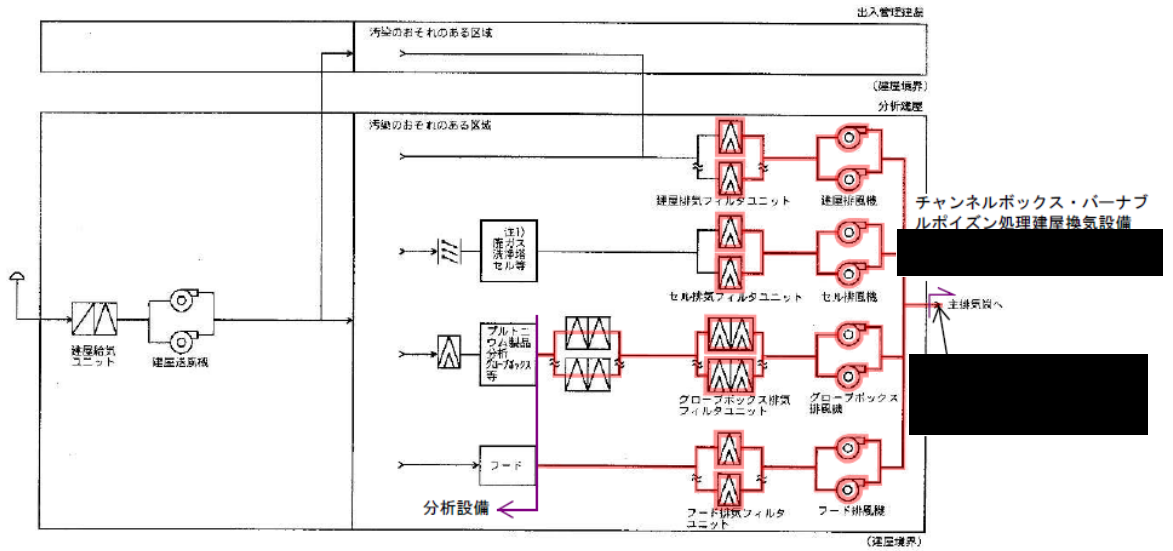 出入管理建屋
汚染のおそれのある区域
(建屋境界)
分析建屋
汚染のおそれのある区域
建屋排気フィルタユニット
建屋排風機
チャンネルボックス・バーナブ
ルポイズン処理建屋換気設備
注1)
廃ガス
洗浄塔
セル等
セル排気フィルタユニット
セル排風機
主排気筒へ
建屋給気
ユニット
建屋送風機
プルトニ
ウム製品
分析
グローブボックス
等
グローブボックス排気
フィルタユニット
グローブボックス
排風機
フード
分析設備
フード排気フィルタ
ユニット
フード排風機
(建屋境界)